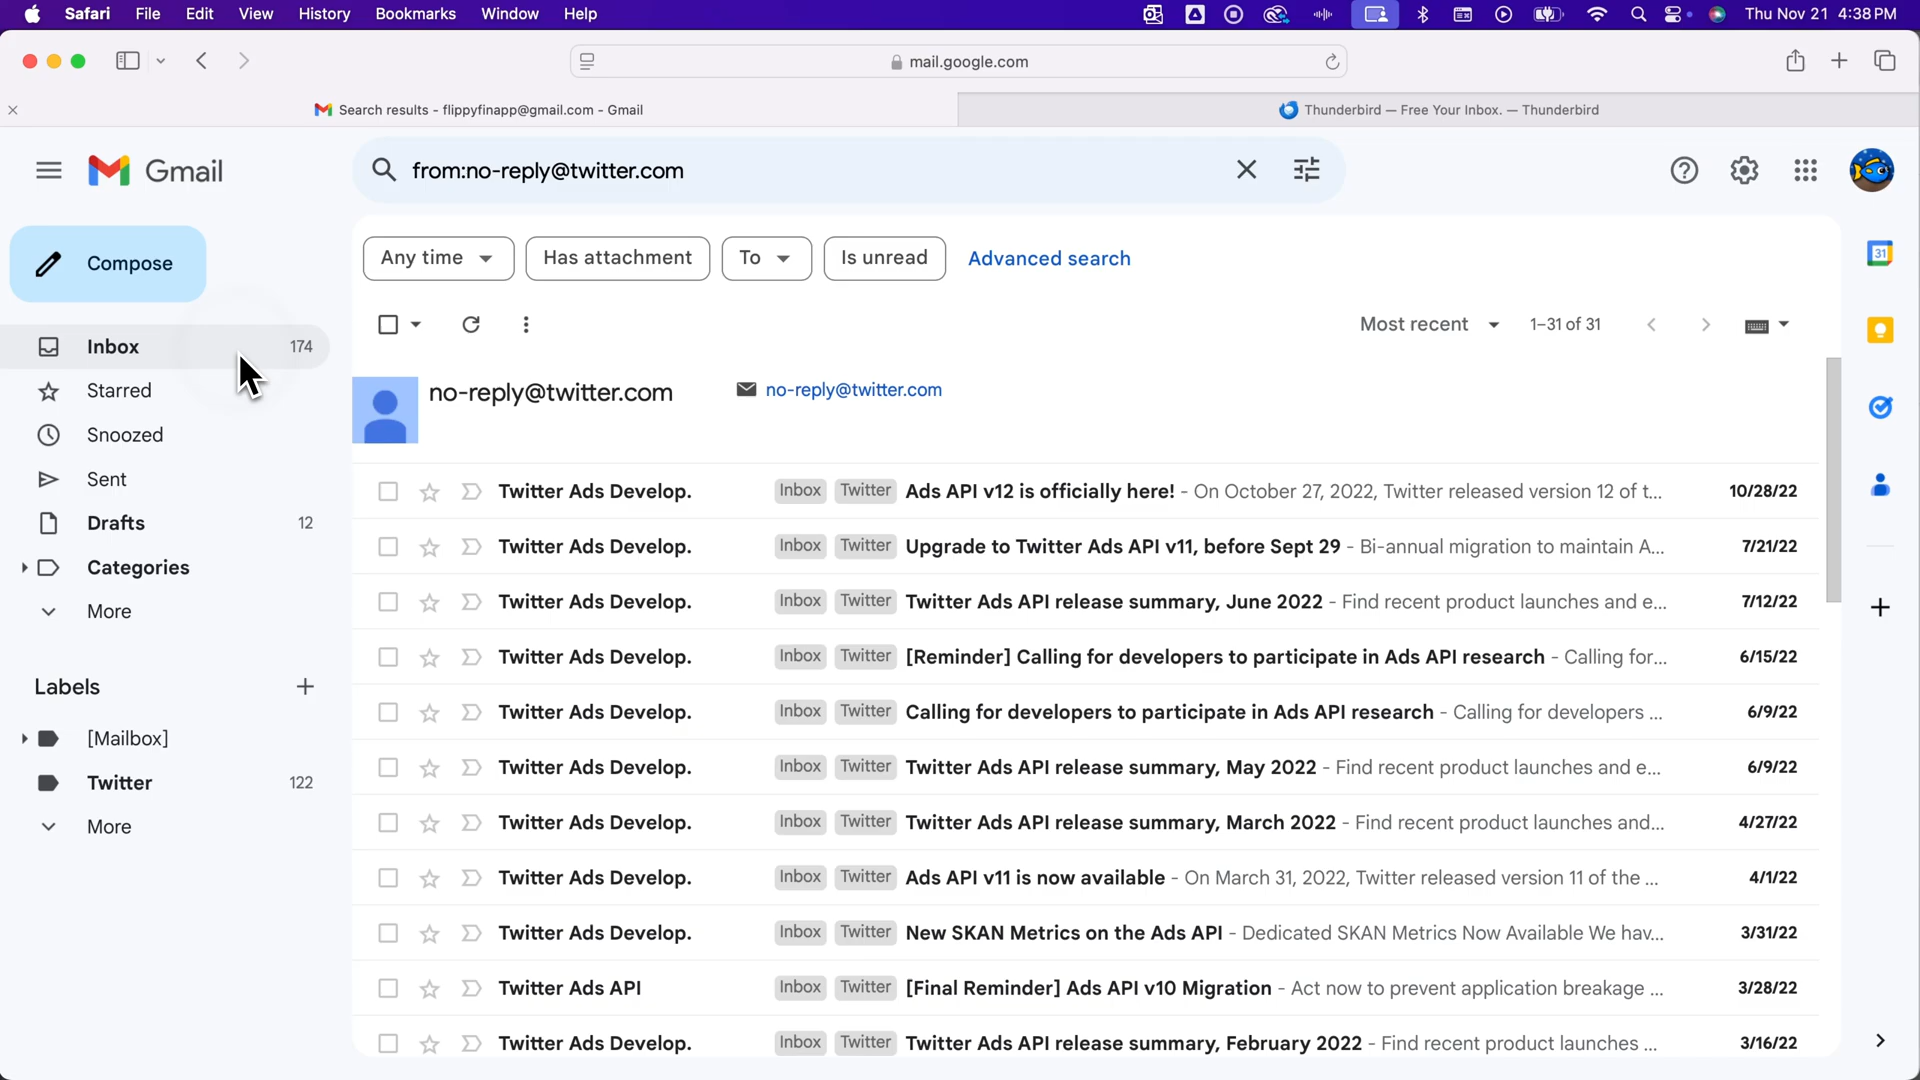 Safari File Edit View History Bookmarks Window Help Thu Nov 21 4:38 PM
mail.google.com
Search results - flippyfinapp@gmail.com - Gmail Thunderbird — Free Your Inbox. — Thunderbird
Gmail from:no-reply@twitter.com
Compose Any time Has attachment To Is unread Advanced search
Most recent 1–31 of 31
Inbox 174
Starred
Snoozed
Sent
Drafts 12
Categories
More
Labels
[Mailbox]
Twitter 122
More
no-reply@twitter.com no-reply@twitter.com
Twitter Ads Develop. Inbox Twitter Ads API v12 is officially here! - On October 27, 2022, Twitter released version 12 of t... 10/28/22
Twitter Ads Develop. Inbox Twitter Upgrade to Twitter Ads API v11, before Sept 29 - Bi-annual migration to maintain A... 7/21/22
Twitter Ads Develop. Inbox Twitter Twitter Ads API release summary, June 2022 - Find recent product launches and e... 7/12/22
Twitter Ads Develop. Inbox Twitter [Reminder] Calling for developers to participate in Ads API research - Calling for... 6/15/22
Twitter Ads Develop. Inbox Twitter Calling for developers to participate in Ads API research - Calling for developers ... 6/9/22
Twitter Ads Develop. Inbox Twitter Twitter Ads API release summary, May 2022 - Find recent product launches and e... 6/9/22
Twitter Ads Develop. Inbox Twitter Twitter Ads API release summary, March 2022 - Find recent product launches and... 4/27/22
Twitter Ads Develop. Inbox Twitter Ads API v11 is now available - On March 31, 2022, Twitter released version 11 of the ... 4/1/22
Twitter Ads Develop. Inbox Twitter New SKAN Metrics on the Ads API - Dedicated SKAN Metrics Now Available We hav... 3/31/22
Twitter Ads API Inbox Twitter [Final Reminder] Ads API v10 Migration - Act now to prevent application breakage ... 3/28/22
Twitter Ads Develop. Inbox Twitter Twitter Ads API release summary, February 2022 - Find recent product launches ... 3/16/22
31